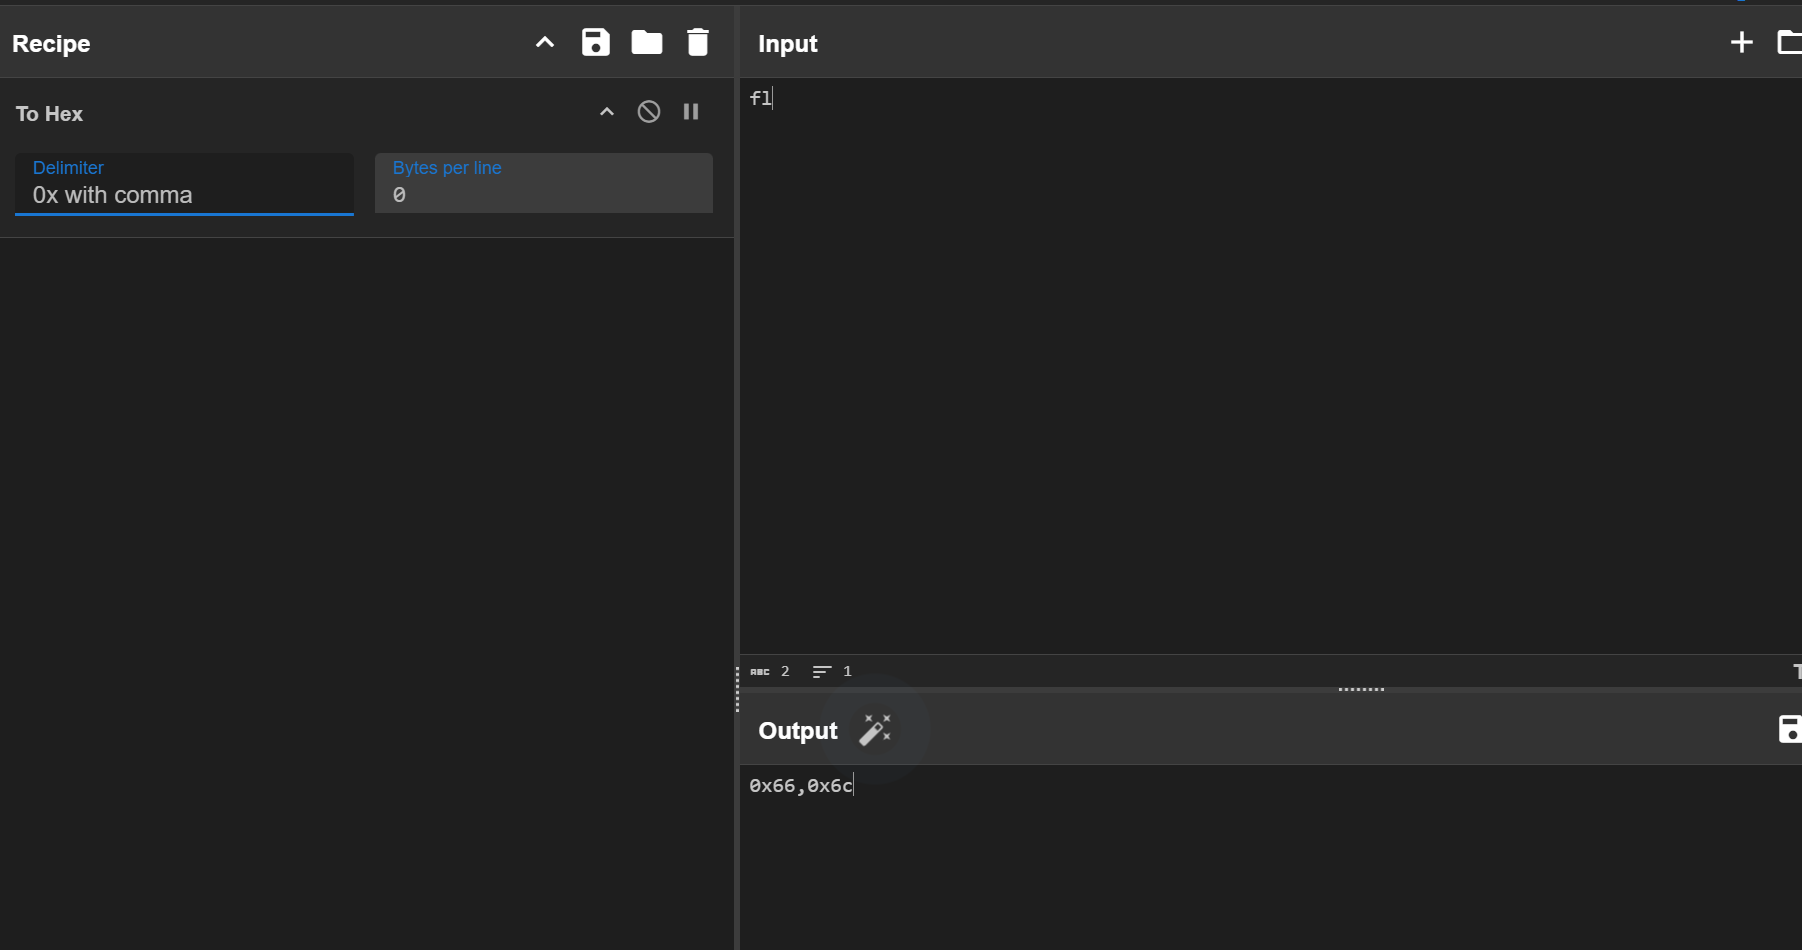 Recipe
To Hex
Delimiter
0x with comma
Bytes per line
0
Input
fl
ABC 2 1
Output
0x66,0x6c